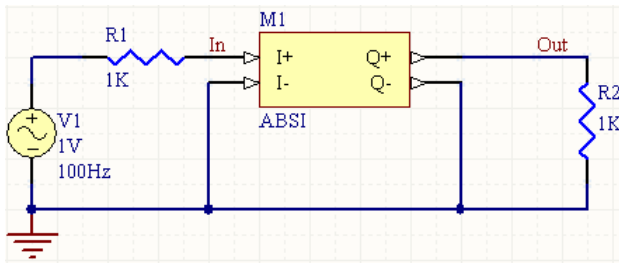 M1
R1
In
Out
I+
Q+
1K
I-
Q-
R2
V1
ABSI
1K
1V
100Hz